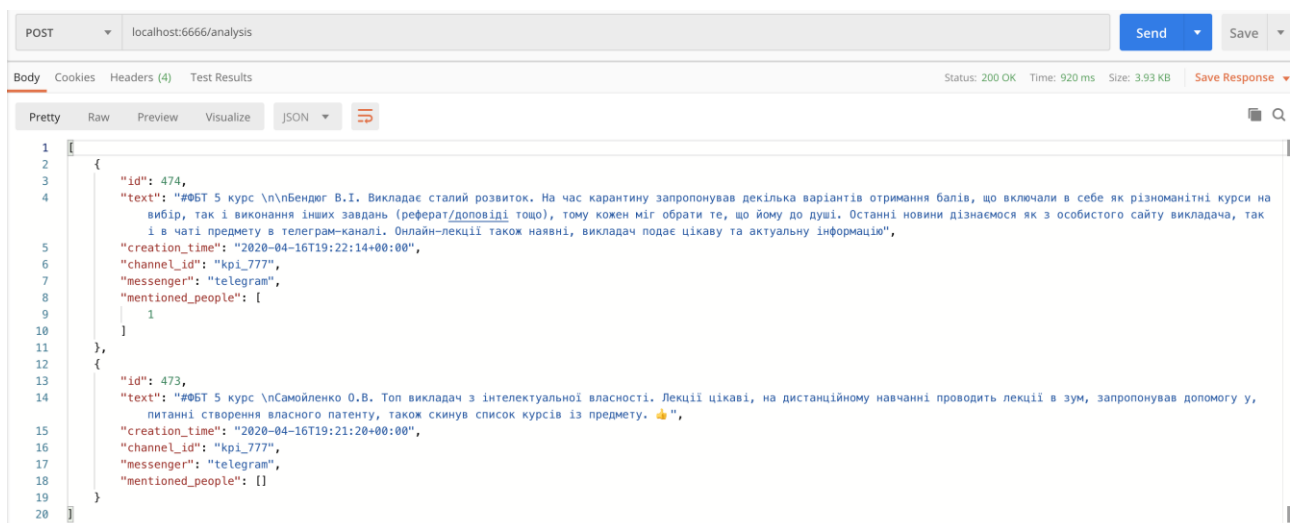 POST localhost:6666/analysis Send Save
Body Cookies Headers (4) Test Results Status: 200 OK Time: 920 ms Size: 3.93 KB Save Response
Pretty Raw Preview Visualize JSON
1 [
2 {
3 "id": 474,
4 "text": "#ФБТ 5 курс \n\nБендюг В.І. Викладає сталий розвиток. На час карантину запропонував декілька варіантів отримання балів, що включали в себе як різноманітні курси на
вибір, так і виконання інших завдань (реферат/доповіді тощо), тому кожен міг обрати те, що йому до душі. Останні новини дізнаємося як з особистого сайту викладача, так
і в чаті предмету в телеграм-каналі. Онлайн-лекції також наявні, викладач подає цікаву та актуальну інформацію",
5 "creation_time": "2020-04-16T19:22:14+00:00",
6 "channel_id": "kpi_777",
7 "messenger": "telegram",
8 "mentioned_people": [
9 1
10 ]
11 },
12 {
13 "id": 473,
14 "text": "#ФБТ 5 курс \nСамойленко О.В. Топ викладач з інтелектуальної власності. Лекції цікаві, на дистанційному навчанні проводить лекції в зум, запропонував допомогу у,
питанні створення власного патенту, також скинув список курсів із предмету. 👍",
15 "creation_time": "2020-04-16T19:21:20+00:00",
16 "channel_id": "kpi_777",
17 "messenger": "telegram",
18 "mentioned_people": []
19 }
20 ]